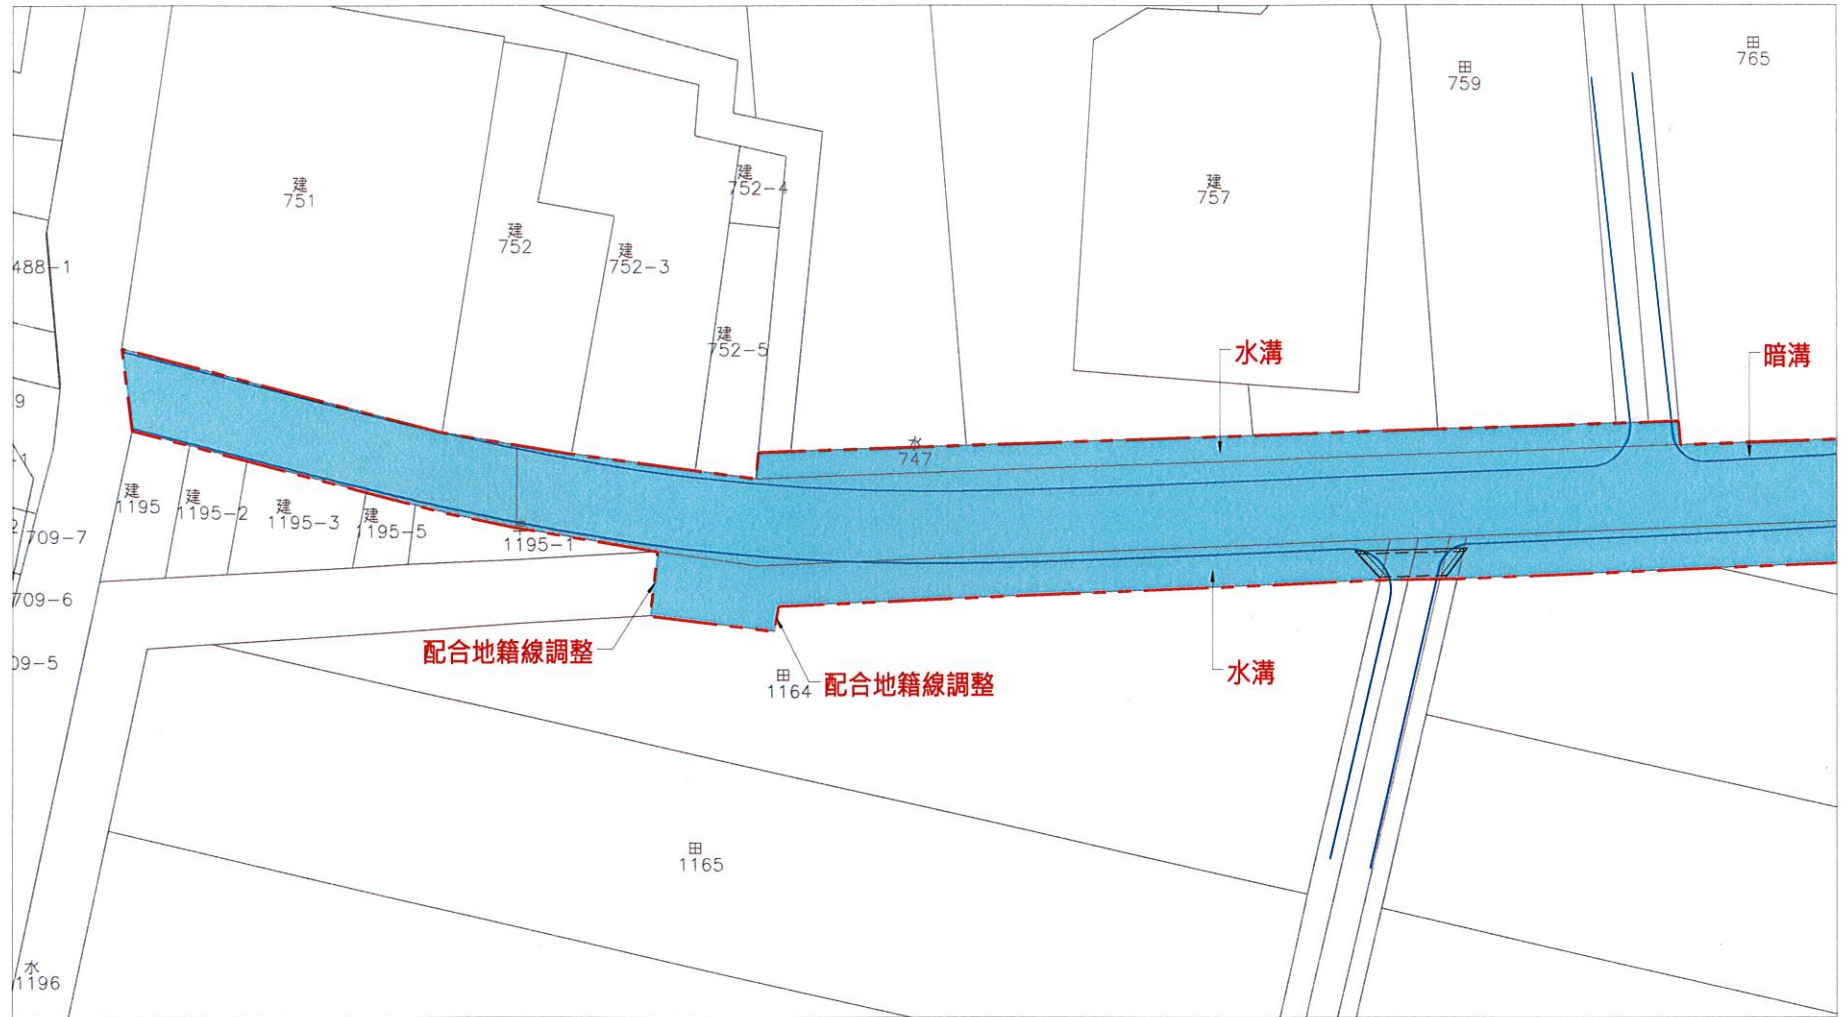 田
765
田
759
建
752-4
建
751
建
757
建
752
建
752-3
488-1
建
752-5
水溝
暗溝
9
水
747
-1
建
1195
建
1195-2
建
1195-3
建
1195-5
1195-1
2
709-7
709-6
配合地籍線調整
09-5
田
1164
配合地籍線調整
水溝
田
1165
水
1196